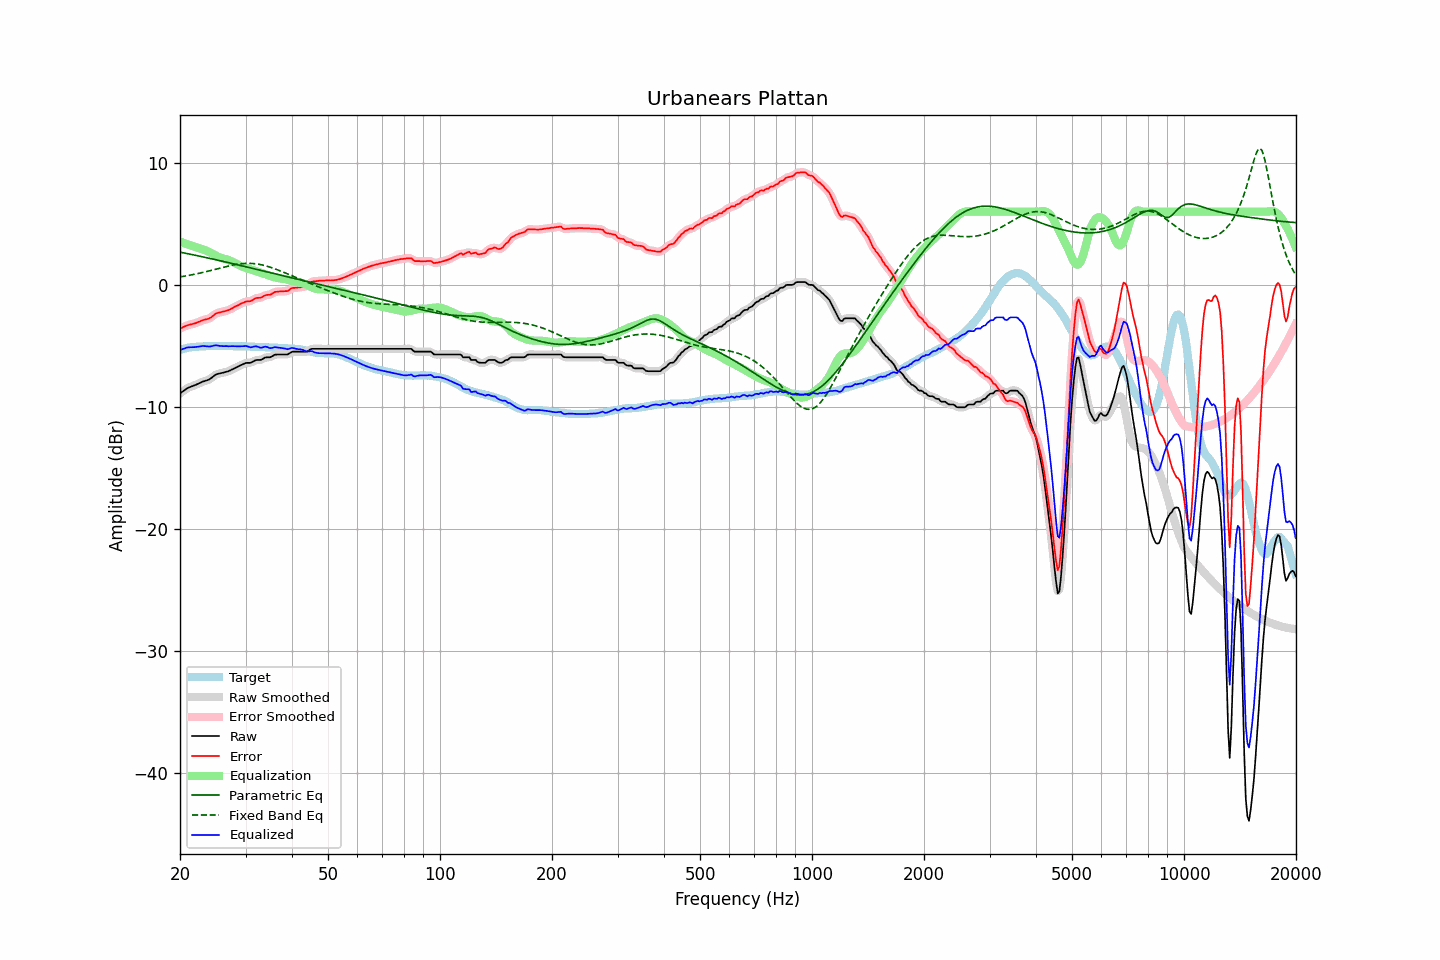 Urbanears Plattan
10
0
−10
−20
−30
−40
Amplitude (dBr)
Target
Raw Smoothed
Error Smoothed
Raw
Error
Equalization
Parametric Eq
Fixed Band Eq
Equalized
20 50 100 200 500 1000 2000 5000 10000 20000
Frequency (Hz)